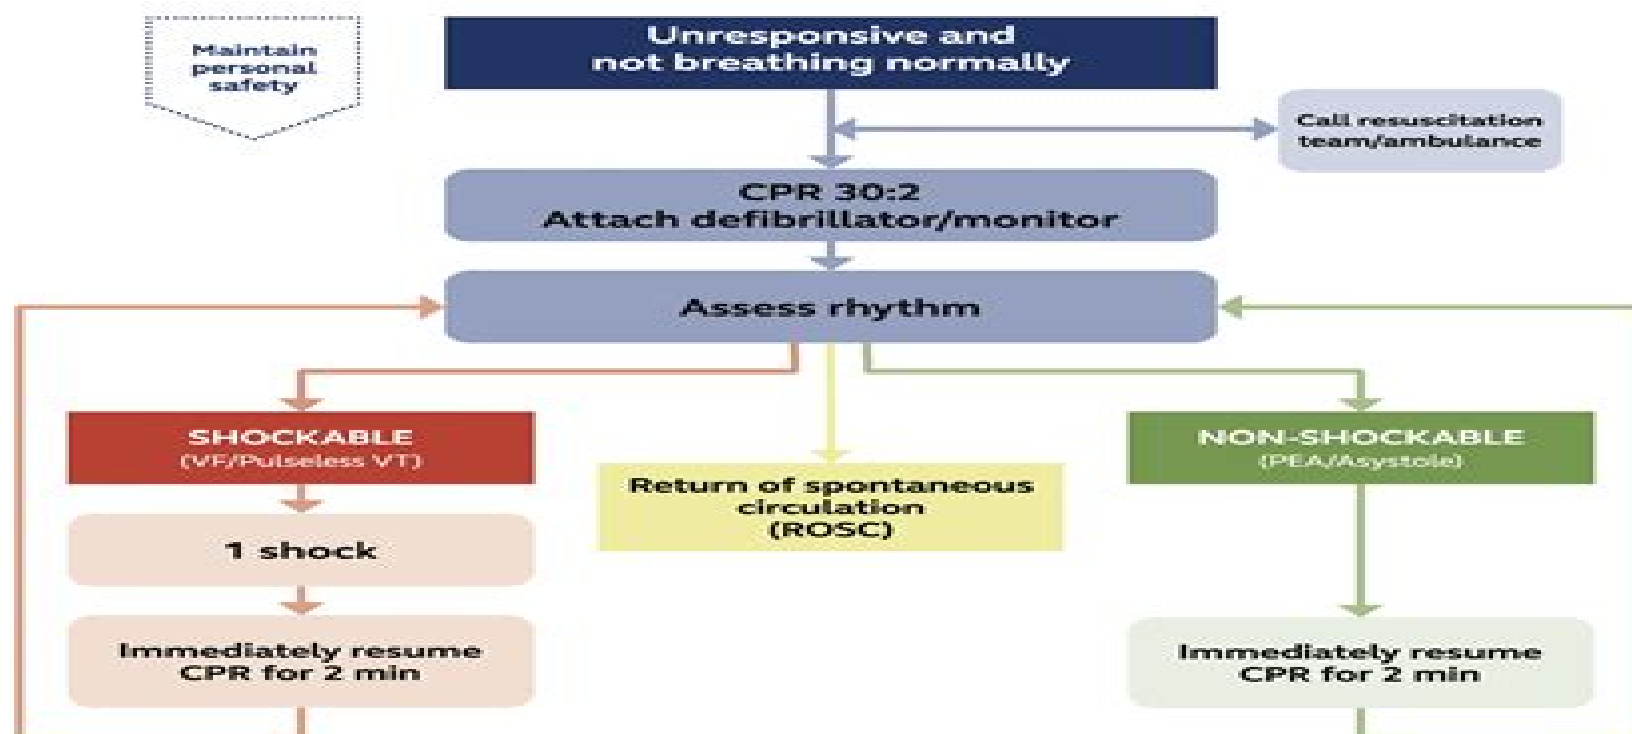 Maintain
personal
safety
Unresponsive and
not breathing normally
Call resuscitation
team/ambulance
CPR 30:2
Attach defibrillator/monitor
Assess rhythm
SHOCKABLE
(VF/Pulseless VT)
NON-SHOCKABLE
(PEA/Asystole)
Return of spontaneous
circulation
(ROSC)
1 shock
Immediately resume
CPR for 2 min
Immediately resume
CPR for 2 min